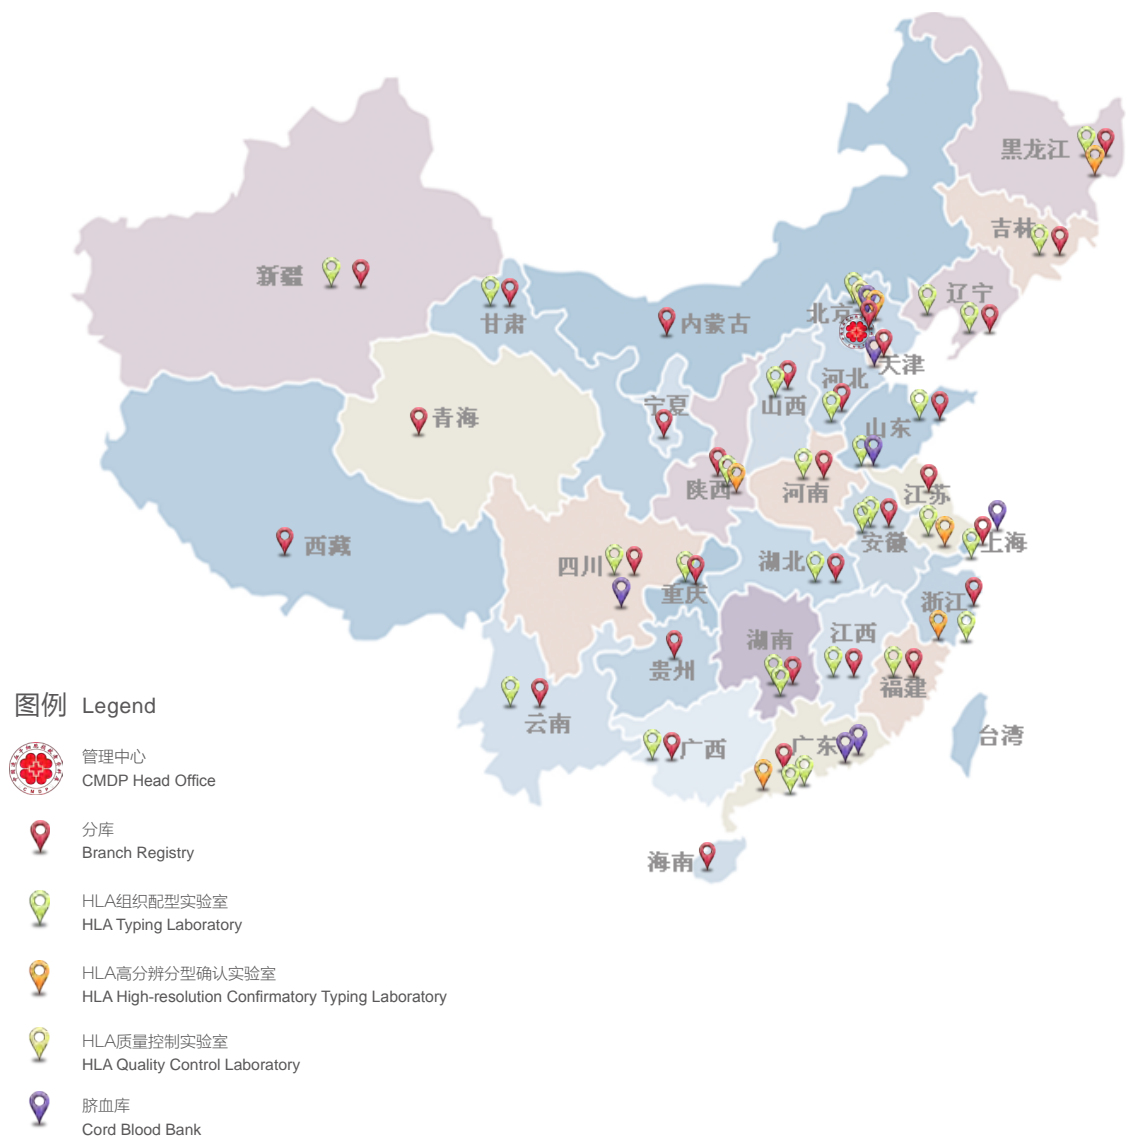 黑龙江
吉林
新疆
辽宁
甘肃
北京
内蒙古
天津
河北
宁夏
山西
青海
山东
陕西
河南
江苏
西藏
安徽
上海
四川
湖北
重庆
浙江
湖南
江西
贵州
福建
云南
台湾
广西
广东
海南
图例 Legend
管理中心
CMDP Head Office
分库
Branch Registry
HLA组织配型实验室
HLA Typing Laboratory
HLA高分辨分型确认实验室
HLA High-resolution Confirmatory Typing Laboratory
HLA质量控制实验室
HLA Quality Control Laboratory
脐血库
Cord Blood Bank
CMDP